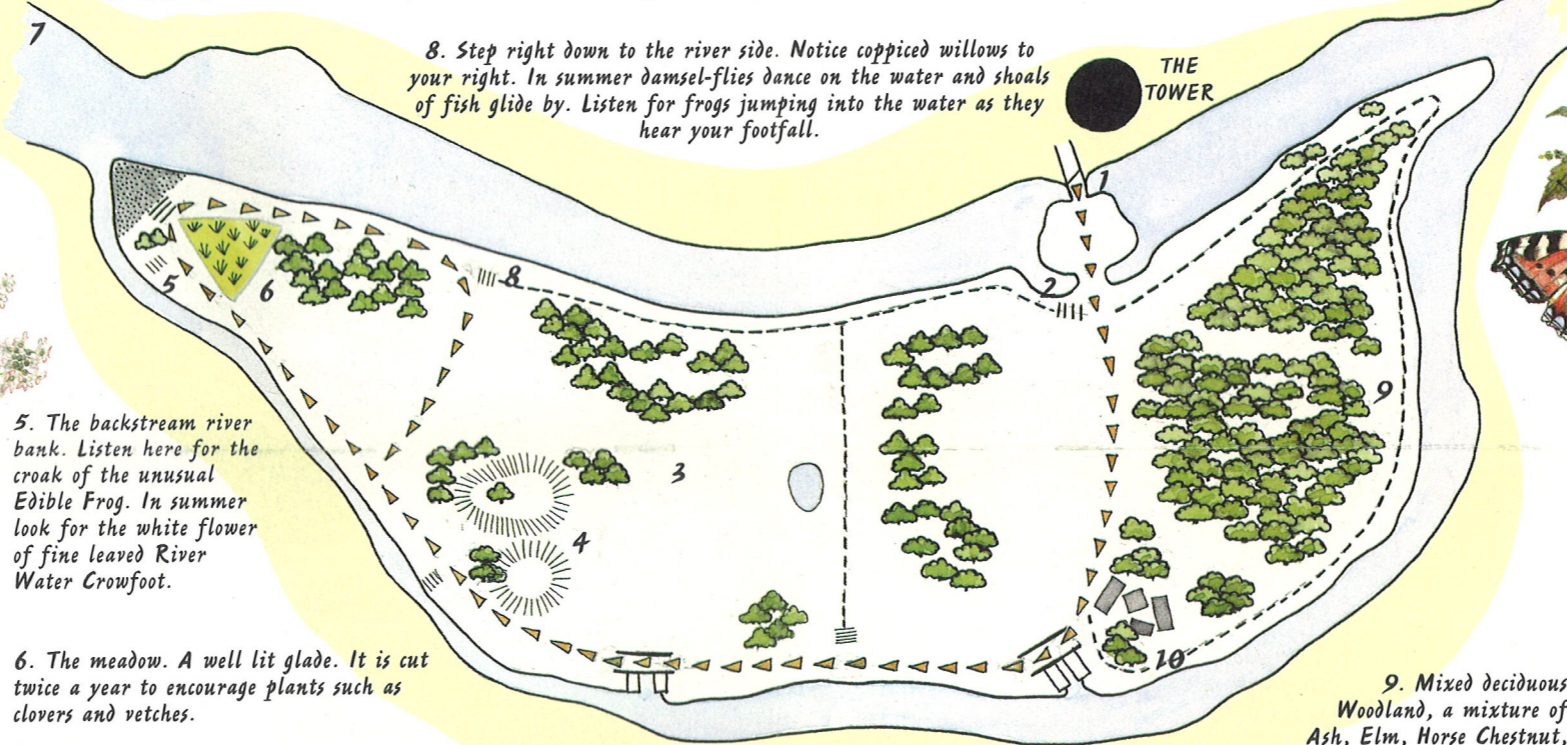 7
8. Step right down to the river side. Notice coppiced willows to
your right. In summer damsel-flies dance on the water and shoals
of fish glide by. Listen for frogs jumping into the water as they
hear your footfall.
THE
TOWER
1
2
8
5
6
9
3
4
10
5. The backstream river
bank. Listen here for the
croak of the unusual
Edible Frog. In summer
look for the white flower
of fine leaved River
Water Crowfoot.
6. The meadow. A well lit glade. It is cut
twice a year to encourage plants such as
clovers and vetches.
9. Mixed deciduous
Woodland, a mixture of
Ash, Elm, Horse Chestnut,